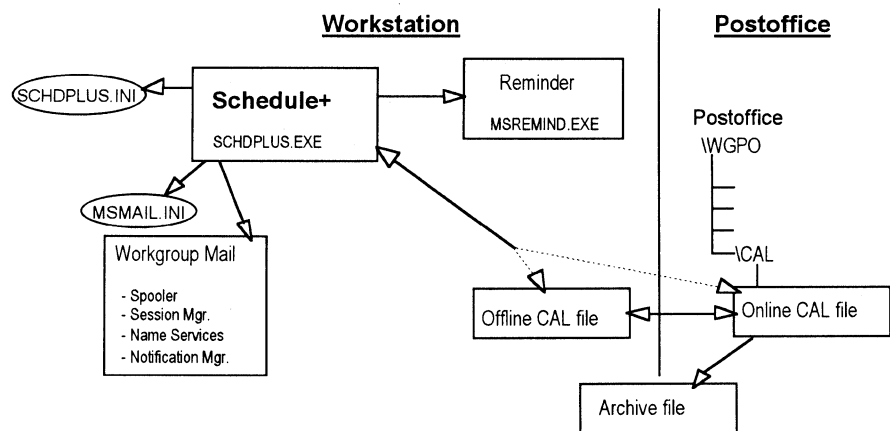 Workstation
Postoffice
SCHDPLUS.INI
Schedule+
SCHDPLUS.EXE
Reminder
MSREMIND.EXE
Postoffice
\WGPO
\CAL
MSMAIL.INI
Workgroup Mail
- Spooler
- Session Mgr.
- Name Services
- Notification Mgr.
Offline CAL file
Online CAL file
Archive file